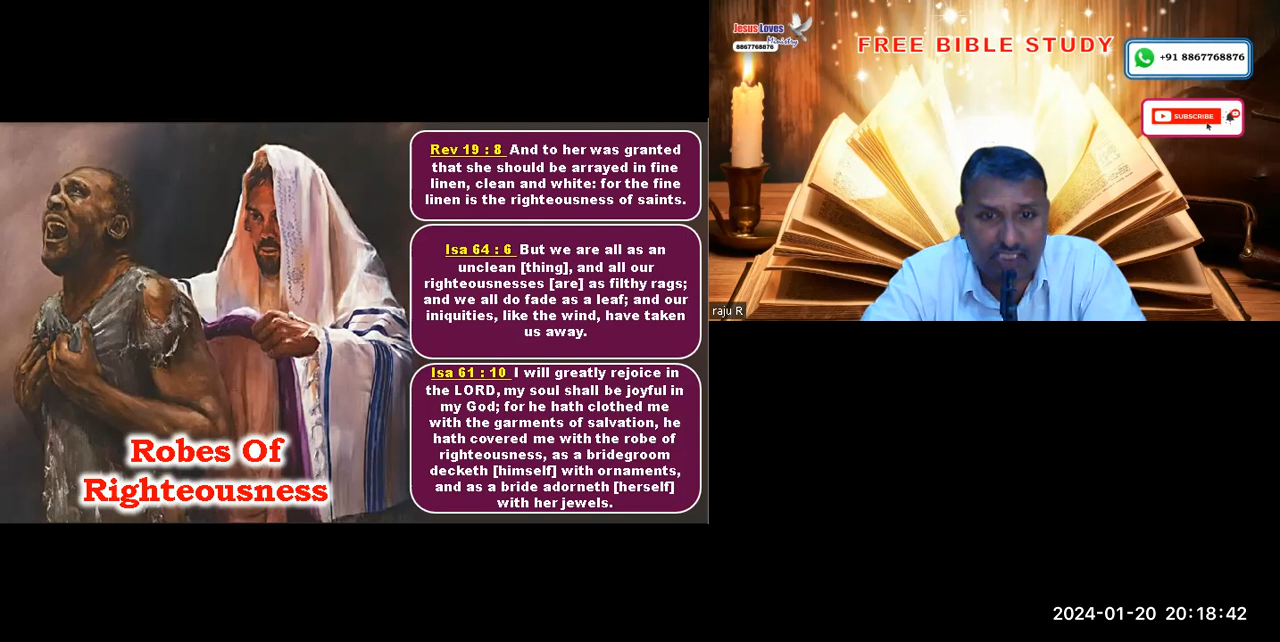 Rev 19 : 8 And to her was granted
that she should be arrayed in fine
linen, clean and white: for the fine
linen is the righteousness of saints.
Isa 64 : 6 But we are all as an
unclean [thing], and all our
righteousnesses [are] as filthy rags;
and we all do fade as a leaf; and our
iniquities, like the wind, have taken
us away.
Isa 61 : 10 I will greatly rejoice in
the LORD, my soul shall be joyful in
my God; for he hath clothed me
with the garments of salvation, he
hath covered me with the robe of
righteousness, as a bridegroom
decketh [himself] with ornaments,
and as a bride adorneth [herself]
with her jewels.
Robes Of
Righteousness
Jesus Loves
Ministry
8867768876
FREE BIBLE STUDY
+91 8867768876
SUBSCRIBE
raju R
2024-01-20 20:18:42